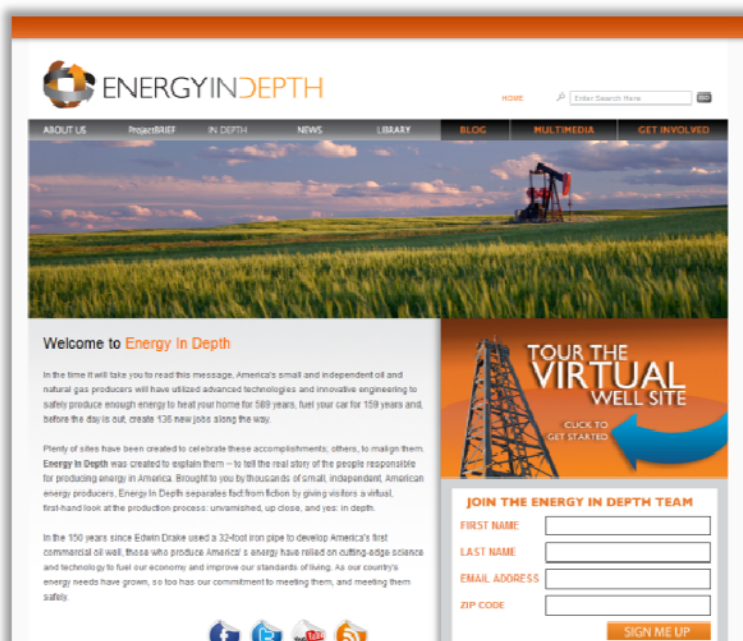 ENERGYINDEPTH
HOME
Enter Search Here
GO
ABOUT US ProjectBRIEF IN DEPTH NEWS LIBRARY BLOG MULTIMEDIA GET INVOLVED
Welcome to Energy In Depth
In the time it will take you to read this message, America's small and independent oil and
natural gas producers will have utilized advanced technologies and innovative engineering to
safely produce enough energy to heat your home for 589 years, fuel your car for 159 years and,
before the day is out, create 136 new jobs along the way.
Plenty of sites have been created to celebrate these accomplishments; others, to malign them.
Energy In Depth was created to explain them – to tell the real story of the people responsible
for producing energy in America. Brought to you by thousands of small, independent, American
energy producers, Energy In Depth separates fact from fiction by giving visitors a virtual,
first-hand look at the production process: unvarnished, up close, and yes: in depth.
In the 150 years since Edwin Drake used a 32-foot iron pipe to develop America's first
commercial oil well, those who produce America' s energy have relied on cutting-edge science
and technology to fuel our economy and improve our standards of living. As our country's
energy needs have grown, so too has our commitment to meeting them, and meeting them
safely.
TOUR THE
VIRTUAL
WELL SITE
CLICK TO
GET STARTED
JOIN THE ENERGY IN DEPTH TEAM
FIRST NAME
LAST NAME
EMAIL ADDRESS
ZIP CODE
SIGN ME UP